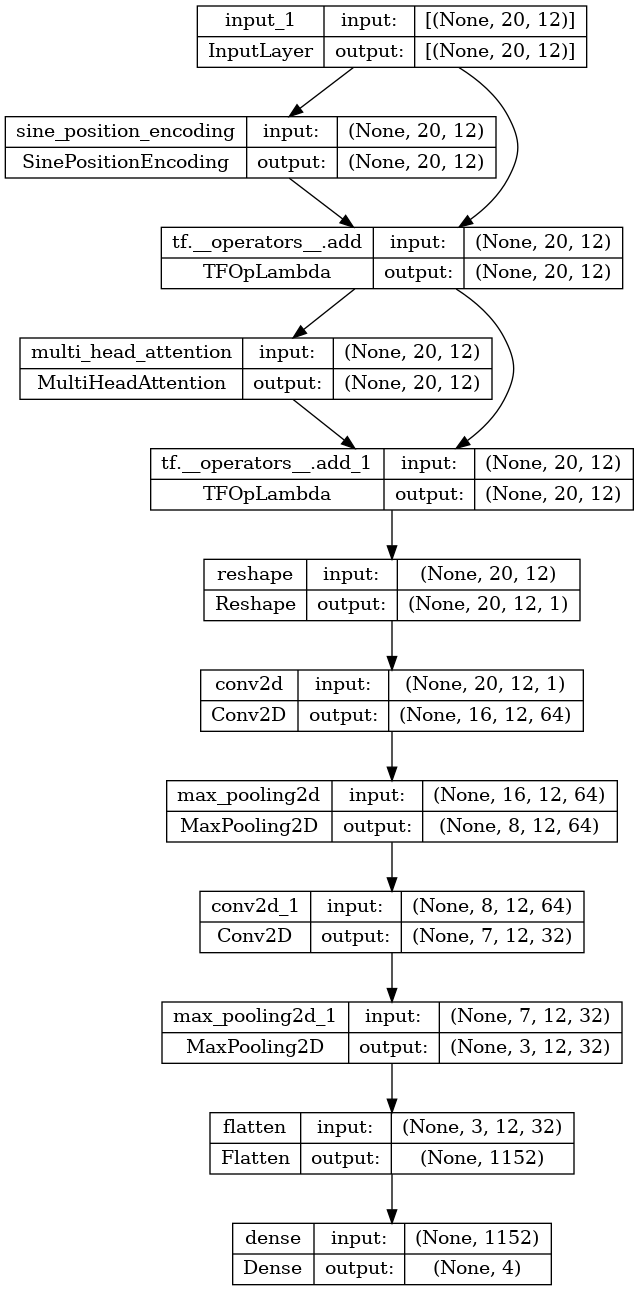 input_1 input: [(None, 20, 12)]
InputLayer output: [(None, 20, 12)]
sine_position_encoding input: (None, 20, 12)
SinePositionEncoding output: (None, 20, 12)
tf.__operators__.add input: (None, 20, 12)
TFOpLambda output: (None, 20, 12)
multi_head_attention input: (None, 20, 12)
MultiHeadAttention output: (None, 20, 12)
tf.__operators__.add_1 input: (None, 20, 12)
TFOpLambda output: (None, 20, 12)
reshape input: (None, 20, 12)
Reshape output: (None, 20, 12, 1)
conv2d input: (None, 20, 12, 1)
Conv2D output: (None, 16, 12, 64)
max_pooling2d input: (None, 16, 12, 64)
MaxPooling2D output: (None, 8, 12, 64)
conv2d_1 input: (None, 8, 12, 64)
Conv2D output: (None, 7, 12, 32)
max_pooling2d_1 input: (None, 7, 12, 32)
MaxPooling2D output: (None, 3, 12, 32)
flatten input: (None, 3, 12, 32)
Flatten output: (None, 1152)
dense input: (None, 1152)
Dense output: (None, 4)